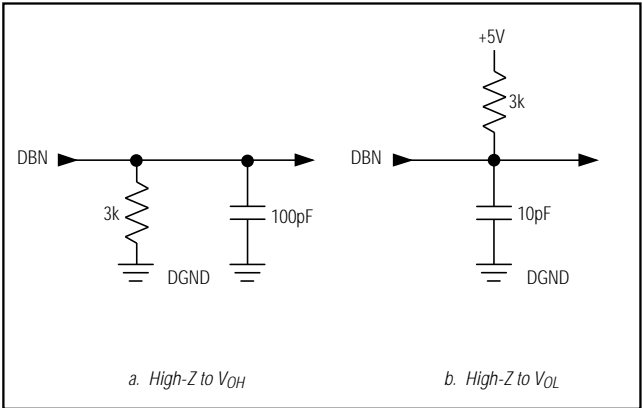 DBN
3k
100pF
DGND
a. High-Z to VOH
+5V
3k
DBN
10pF
DGND
b. High-Z to VOL